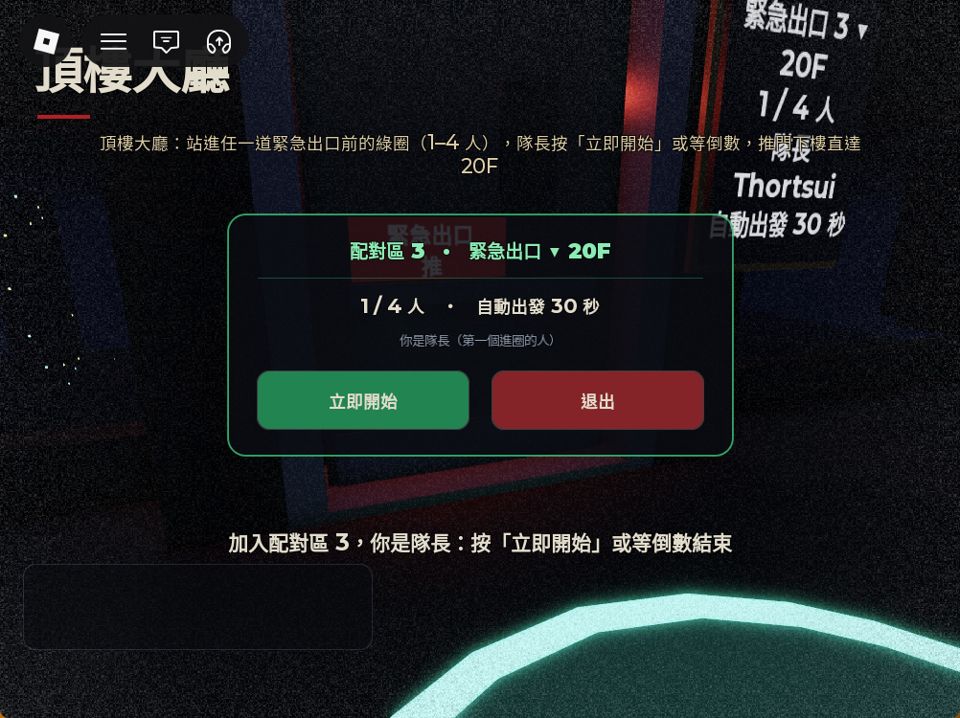 頂樓大廳
緊急出口 3 ▼
20F
1 / 4 人
隊長
Thortsui
自動出發 30 秒
頂樓大廳：站進任一道緊急出口前的綠圈（1–4 人），隊長按「立即開始」或等倒數，推開下樓直達
20F
緊急出口
推
配對區 3 • 緊急出口 ▼ 20F
1 / 4 人 • 自動出發 30 秒
你是隊長（第一個進圈的人）
立即開始
退出
加入配對區 3，你是隊長：按「立即開始」或等倒數結束